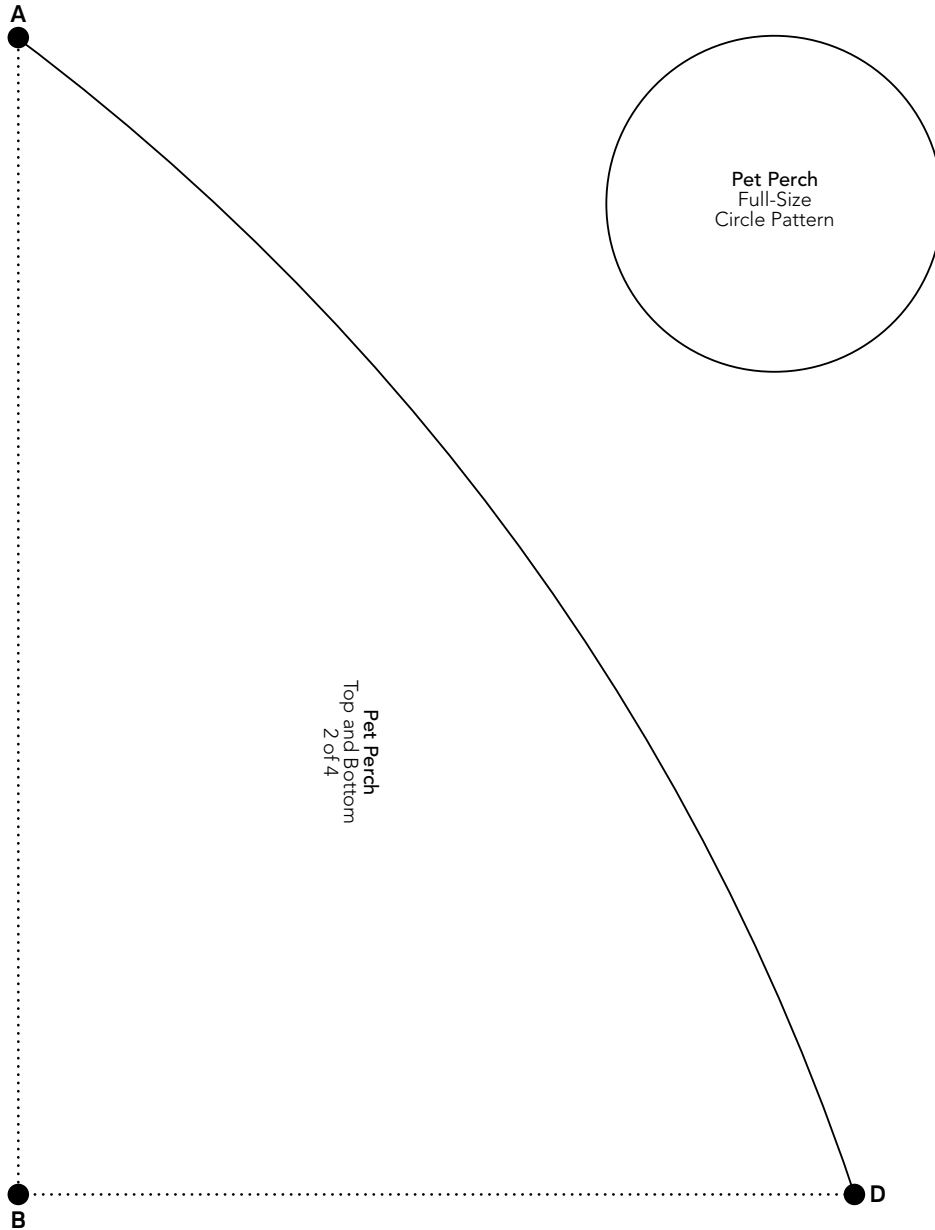 A
Pet Perch
Full-Size
Circle Pattern
Pet Perch
Top and Bottom
2 of 4
D
B